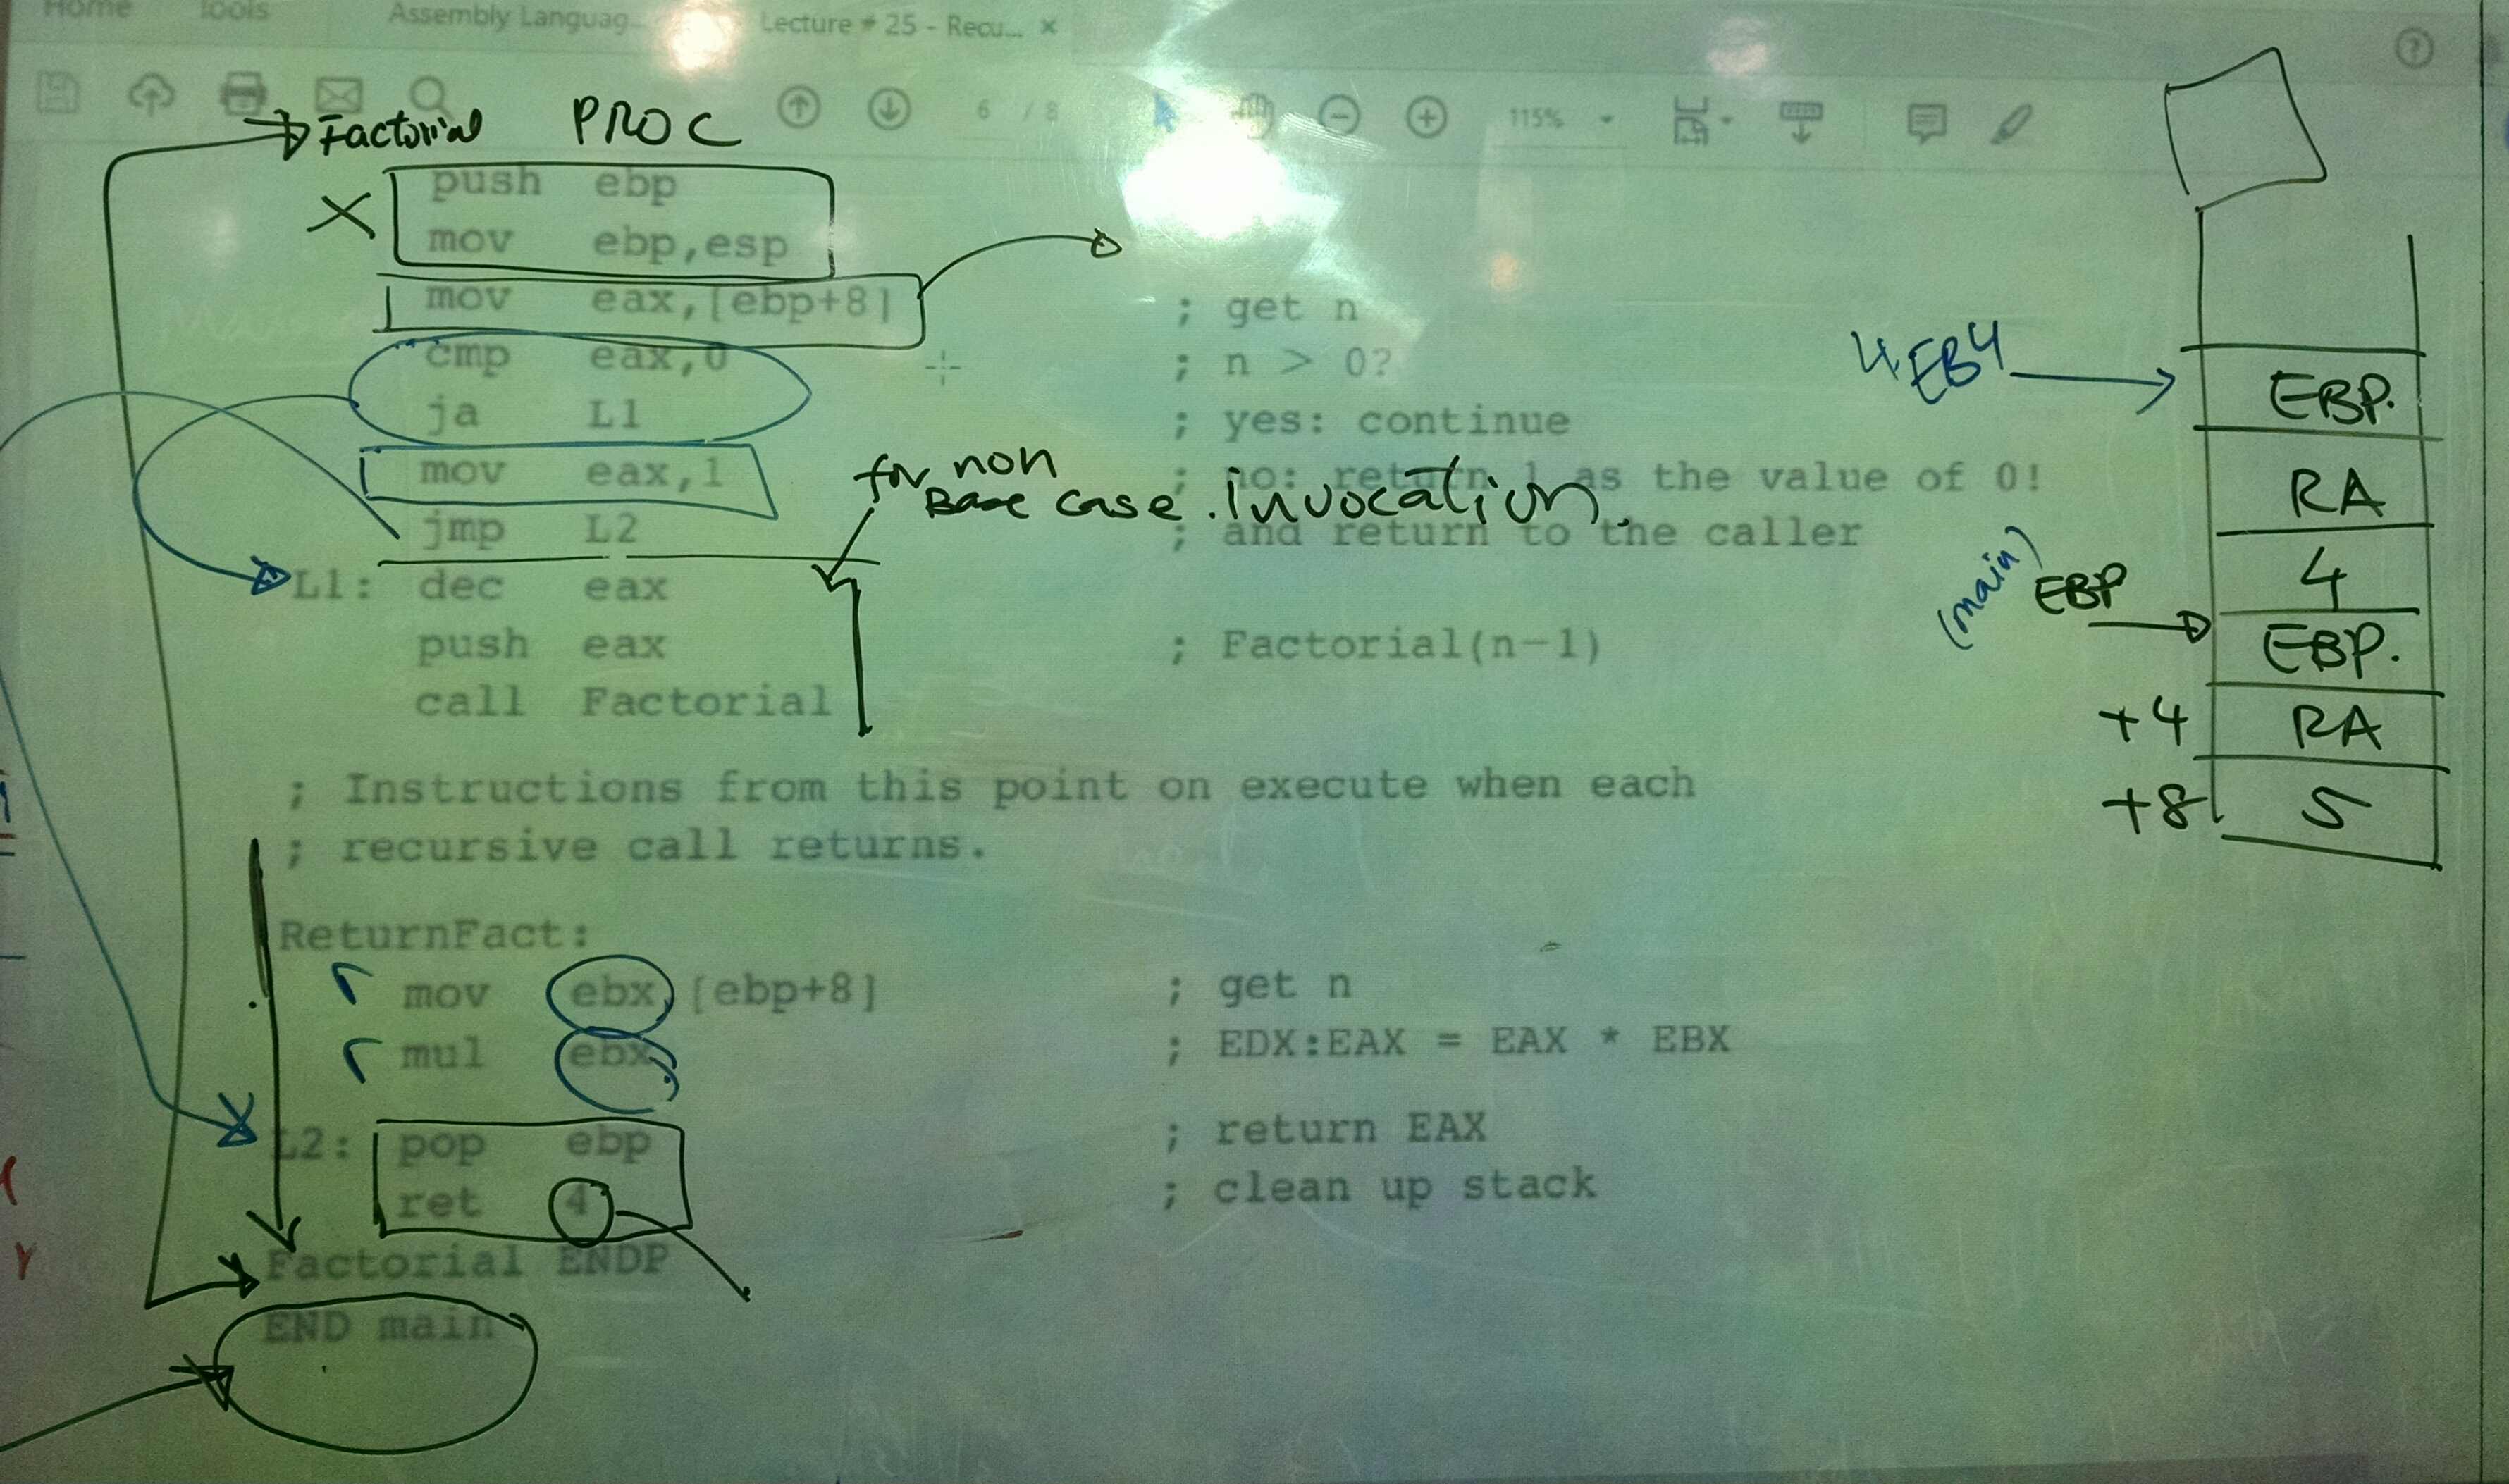 Home Tools Assembly Languag... Lecture # 25 - Recu... ×
6 / 8 115% ?
Factorial PROC
push ebp
X
mov ebp,esp
mov eax,[ebp+8] ; get n
cmp eax,0 ; n > 0?
ja L1 ; yes: continue
mov eax,1 ; no: return 1 as the value of 0!
jmp L2 ; and return to the caller
for non
Base case. invocation.
L1: dec eax
push eax ; Factorial(n-1)
call Factorial
; Instructions from this point on execute when each
; recursive call returns.
ReturnFact:
mov ebx,[ebp+8] ; get n
mul ebx ; EDX:EAX = EAX * EBX
L2: pop ebp ; return EAX
ret 4 ; clean up stack
Factorial ENDP
END main
EBP.
RA
4
(main) EBP
EBP.
+4 RA
+8 5